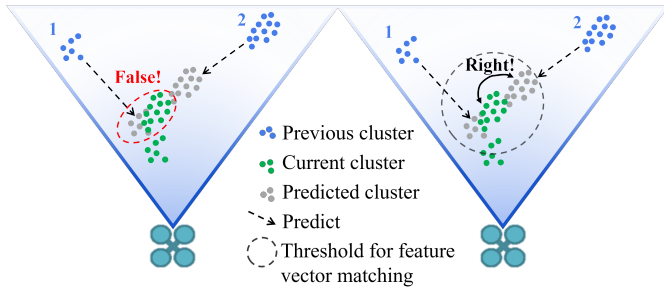 1
2
False!
1
2
Right!
Previous cluster
Current cluster
Predicted cluster
Predict
Threshold for feature
vector matching